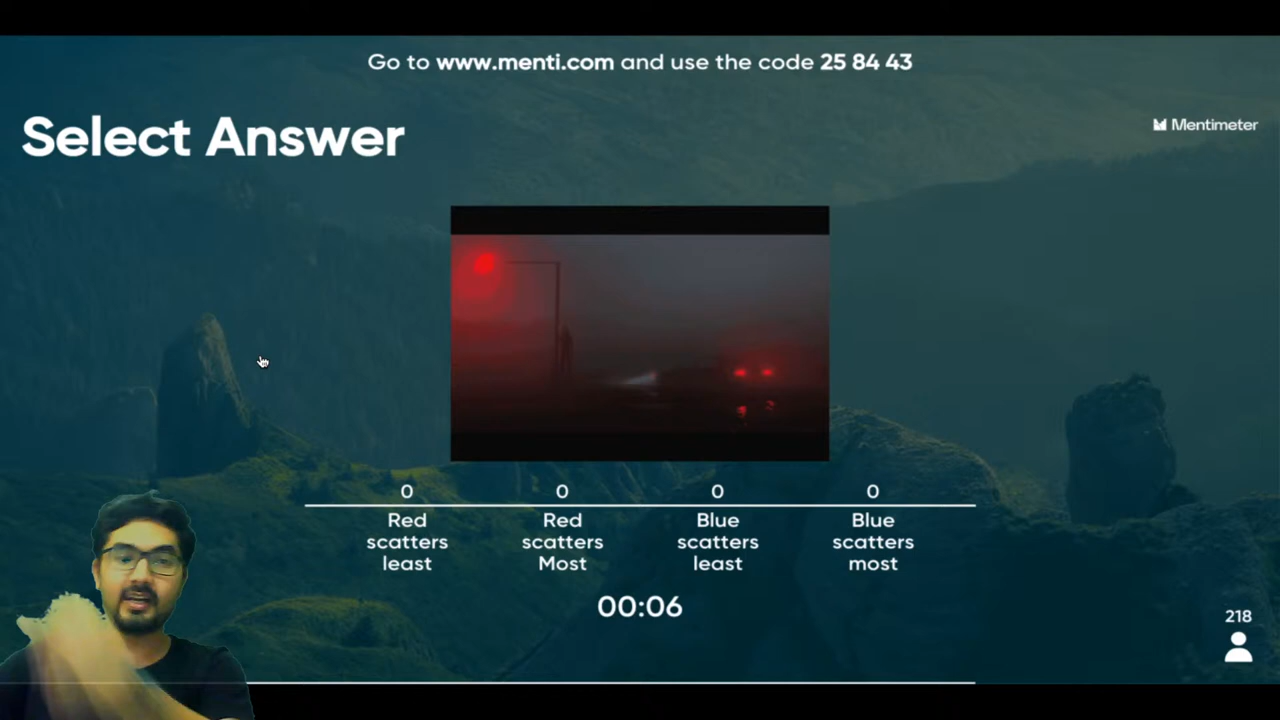 Go to www.menti.com and use the code 25 84 43
Select Answer
Mentimeter
0 0 0 0
Red scatters least
Red scatters Most
Blue scatters least
Blue scatters most
00:06
218